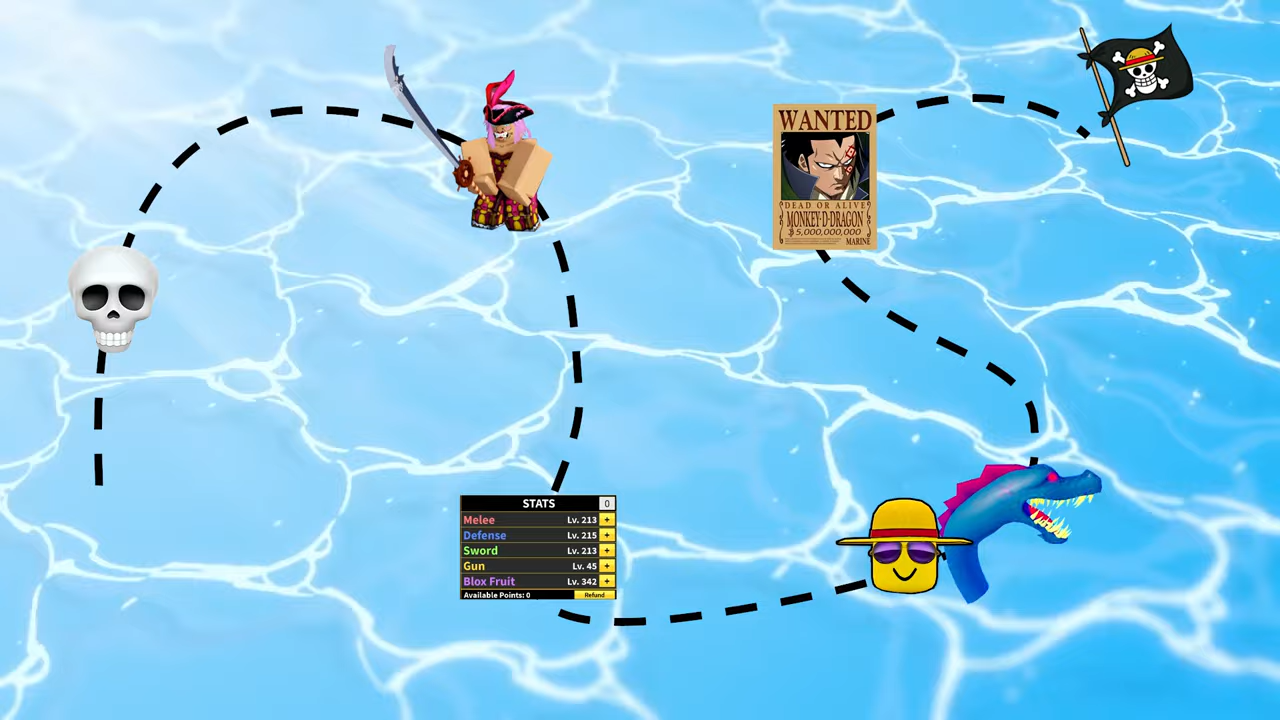 WANTED
DEAD OR ALIVE
MONKEY·D·DRAGON
$5,000,000,000
MARINE
STATS 0
Melee Lv. 213 +
Defense Lv. 215 +
Sword Lv. 213 +
Gun Lv. 45 +
Blox Fruit Lv. 342 +
Available Points: 0 Refund